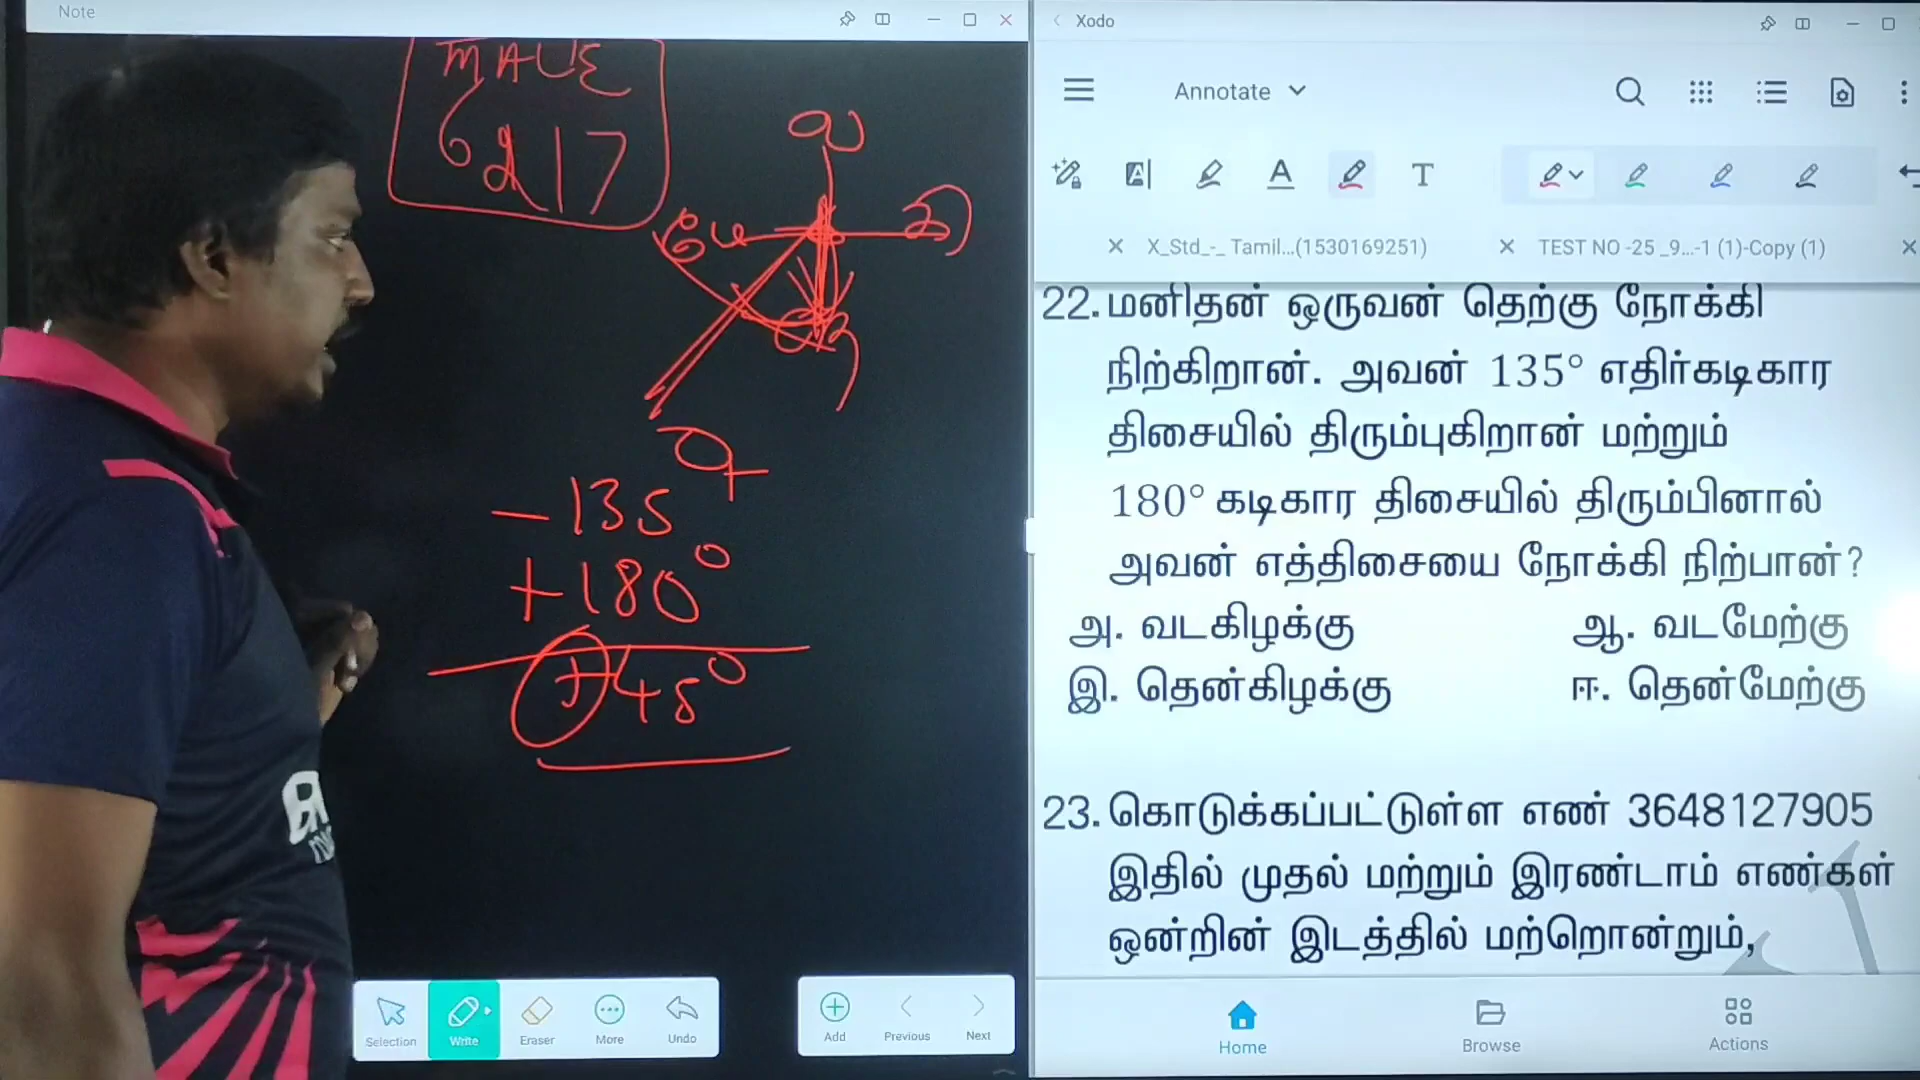 Note
MALE
6217
வ
மே
கி
தெ
- 135
+180°
+45°
Selection
Write
Eraser
More
Undo
Add
Previous
Next
Xodo
Annotate
A
A
T
X_Std_-_ Tamil...(1530169251)
TEST NO -25 _9...-1 (1)-Copy (1)
22. மனிதன் ஒருவன் தெற்கு நோக்கி
நிற்கிறான். அவன் 135° எதிர்கடிகார
திசையில் திரும்புகிறான் மற்றும்
180° கடிகார திசையில் திரும்பினால்
அவன் எத்திசையை நோக்கி நிற்பான்?
அ. வடகிழக்கு ஆ. வடமேற்கு
இ. தென்கிழக்கு ஈ. தென்மேற்கு
23. கொடுக்கப்பட்டுள்ள எண் 3648127905
இதில் முதல் மற்றும் இரண்டாம் எண்கள்
ஒன்றின் இடத்தில் மற்றொன்றும்,
Home
Browse
Actions